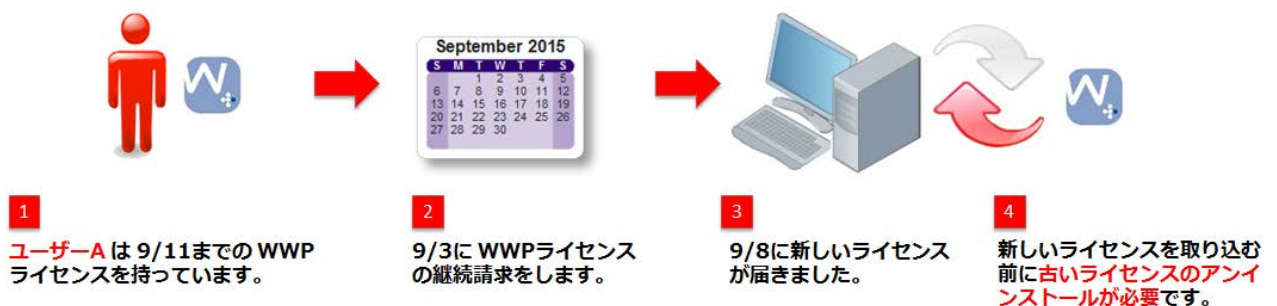 W
September 2015
S M T W T F S
1 2 3 4 5
6 7 8 9 10 11 12
13 14 15 16 17 18 19
20 21 22 23 24 25 26
27 28 29 30
W
1
ユーザーA は 9/11までの WWP
ライセンスを持っています。
2
9/3に WWPライセンス
の継続請求をします。
3
9/8に新しいライセンス
が届きました。
4
新しいライセンスを取り込む
前に古いライセンスのアンイ
ンストールが必要です。